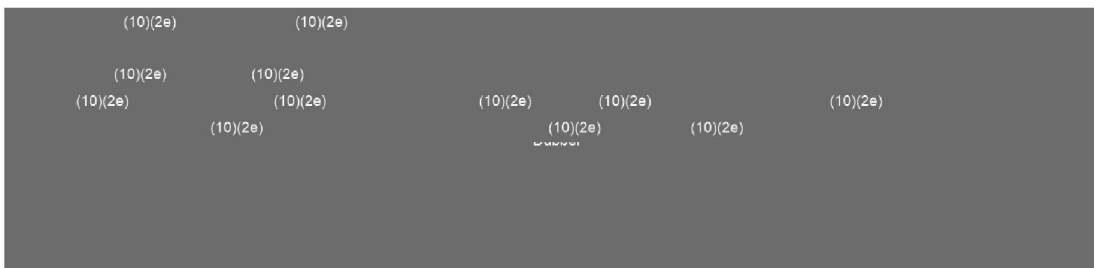 (10)(2e) (10)(2e)
(10)(2e) (10)(2e)
(10)(2e) (10)(2e) (10)(2e) (10)(2e) (10)(2e)
(10)(2e) (10)(2e) (10)(2e)